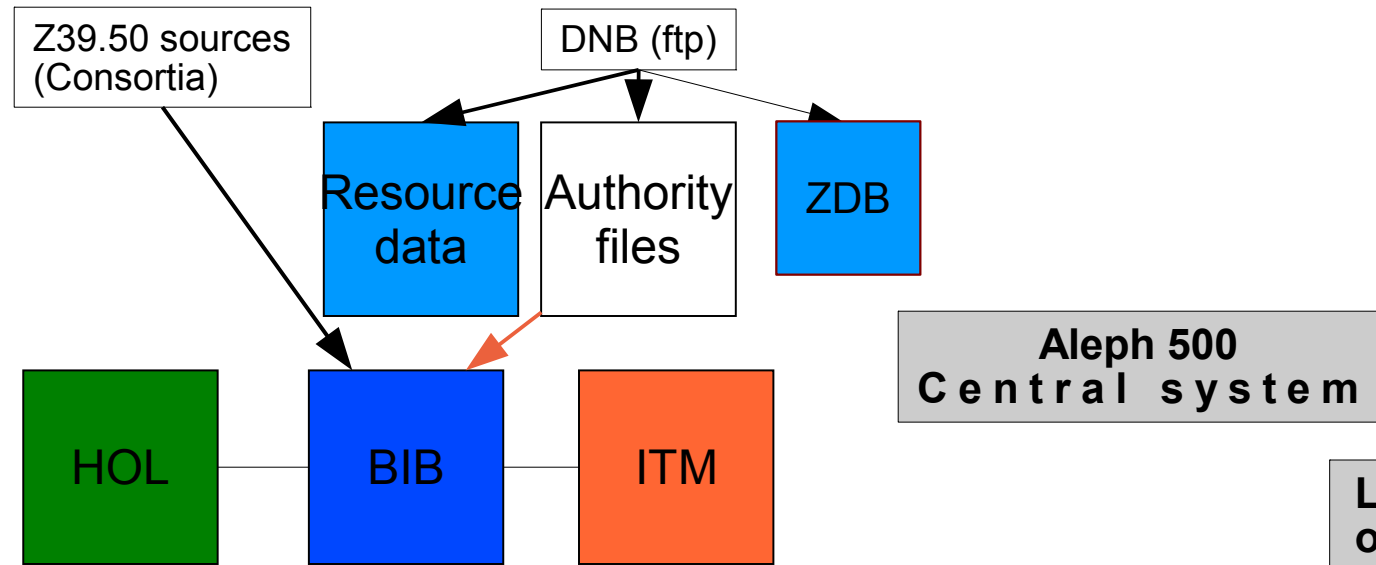 Z39.50 sources
(Consortia)
DNB (ftp)
Resource
data
Authority
files
ZDB
Aleph 500
Central system
HOL
BIB
ITM